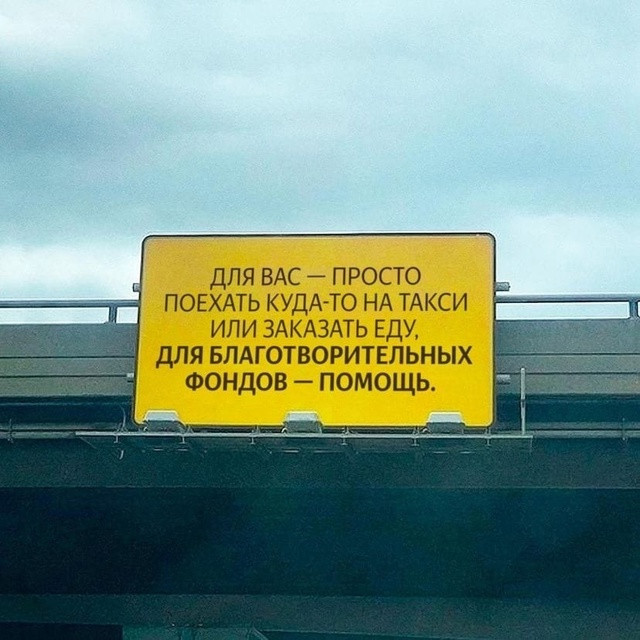 ДЛЯ ВАС — ПРОСТО
ПОЕХАТЬ КУДА-ТО НА ТАКСИ
ИЛИ ЗАКАЗАТЬ ЕДУ,
ДЛЯ БЛАГОТВОРИТЕЛЬНЫХ
ФОНДОВ — ПОМОЩЬ.